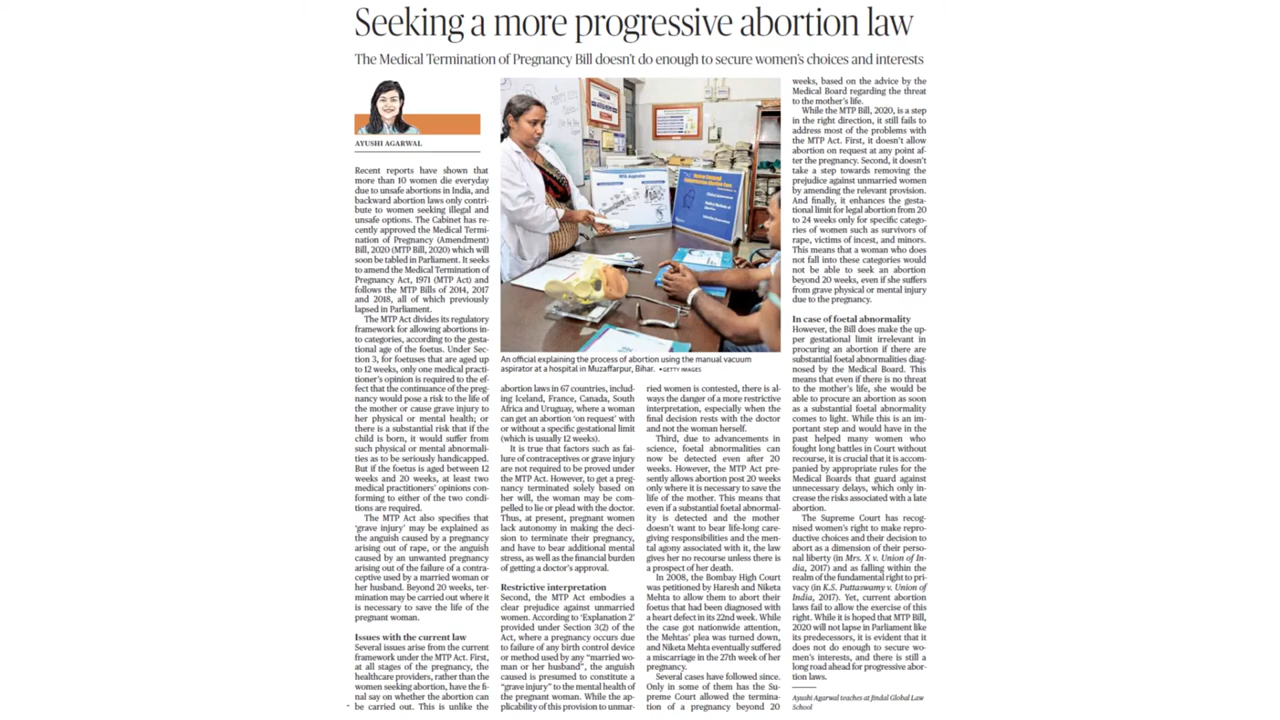 Seeking a more progressive abortion law
The Medical Termination of Pregnancy Bill doesn't do enough to secure women's choices and interests
AYUSHI AGARWAL
Recent reports have shown that
more than 10 women die everyday
due to unsafe abortions in India, and
backward abortion laws only contri-
bute to women seeking illegal and
unsafe options. The Cabinet has re-
cently approved the Medical Termi-
nation of Pregnancy (Amendment)
Bill, 2020 (MTP Bill, 2020) which will
soon be tabled in Parliament. It seeks
to amend the Medical Termination of
Pregnancy Act, 1971 (MTP Act) and
follows the MTP Bills of 2014, 2017
and 2018, all of which previously
lapsed in Parliament.
The MTP Act divides its regulatory
framework for allowing abortions in-
to categories, according to the gesta-
tional age of the foetus. Under Sec-
tion 3, for foetuses that are aged up
to 12 weeks, only one medical practi-
tioner's opinion is required to the ef-
fect that the continuance of the preg-
nancy would pose a risk to the life of
the mother or cause grave injury to
her physical or mental health; or
there is a substantial risk that if the
child is born, it would suffer from
such physical or mental abnormali-
ties as to be seriously handicapped.
But if the foetus is aged between 12
weeks and 20 weeks, at least two
medical practitioners' opinions con-
forming to either of the two condi-
tions are required.
The MTP Act also specifies that
'grave injury' may be explained as
the anguish caused by a pregnancy
arising out of rape, or the anguish
caused by an unwanted pregnancy
arising out of the failure of a contra-
ceptive used by a married woman or
her husband. Beyond 20 weeks, ter-
mination may be carried out where it
is necessary to save the life of the
pregnant woman.
Issues with the current law
Several issues arise from the current
framework under the MTP Act. First,
at all stages of the pregnancy, the
healthcare providers, rather than the
women seeking abortion, have the fi-
nal say on whether the abortion can
be carried out. This is unlike the
An official explaining the process of abortion using the manual vacuum
aspirator at a hospital in Muzaffarpur, Bihar. • GETTY IMAGES
abortion laws in 67 countries, includ-
ing Iceland, France, Canada, South
Africa and Uruguay, where a woman
can get an abortion 'on request' with
or without a specific gestational limit
(which is usually 12 weeks).
It is true that factors such as fai-
lure of contraceptives or grave injury
are not required to be proved under
the MTP Act. However, to get a preg-
nancy terminated solely based on
her will, the woman may be com-
pelled to lie or plead with the doctor.
Thus, at present, pregnant women
lack autonomy in making the deci-
sion to terminate their pregnancy,
and have to bear additional mental
stress, as well as the financial burden
of getting a doctor's approval.
Restrictive interpretation
Second, the MTP Act embodies a
clear prejudice against unmarried
women. According to 'Explanation 2'
provided under Section 3(2) of the
Act, where a pregnancy occurs due
to failure of any birth control device
or method used by any "married wo-
man or her husband", the anguish
caused is presumed to constitute a
"grave injury" to the mental health of
the pregnant woman. While the ap-
plicability of this provision to unmar-
ried women is contested, there is al-
ways the danger of a more restrictive
interpretation, especially when the
final decision rests with the doctor
and not the woman herself.
Third, due to advancements in
science, foetal abnormalities can
now be detected even after 20
weeks. However, the MTP Act pre-
sently allows abortion post 20 weeks
only where it is necessary to save the
life of the mother. This means that
even if a substantial foetal abnormal-
ity is detected and the mother
doesn't want to bear life-long care-
giving responsibilities and the men-
tal agony associated with it, the law
gives her no recourse unless there is
a prospect of her death.
In 2008, the Bombay High Court
was petitioned by Haresh and Niketa
Mehta to allow them to abort their
foetus that had been diagnosed with
a heart defect in its 22nd week. While
the case got nationwide attention,
the Mehtas' plea was turned down,
and Niketa Mehta eventually suffered
a miscarriage in the 27th week of her
pregnancy.
Several cases have followed since.
Only in some of them has the Su-
preme Court allowed the termina-
tion of a pregnancy beyond 20
weeks, based on the advice by the
Medical Board regarding the threat
to the mother's life.
While the MTP Bill, 2020, is a step
in the right direction, it still fails to
address most of the problems with
the MTP Act. First, it doesn't allow
abortion on request at any point af-
ter the pregnancy. Second, it doesn't
take a step towards removing the
prejudice against unmarried women
by amending the relevant provision.
And finally, it enhances the gesta-
tional limit for legal abortion from 20
to 24 weeks only for specific catego-
ries of women such as survivors of
rape, victims of incest, and minors.
This means that a woman who does
not fall into these categories would
not be able to seek an abortion
beyond 20 weeks, even if she suffers
from grave physical or mental injury
due to the pregnancy.
In case of foetal abnormality
However, the Bill does make the up-
per gestational limit irrelevant in
procuring an abortion if there are
substantial foetal abnormalities diag-
nosed by the Medical Board. This
means that even if there is no threat
to the mother's life, she would be
able to procure an abortion as soon
as a substantial foetal abnormality
comes to light. While this is an im-
portant step and would have in the
past helped many women who
fought long battles in Court without
recourse, it is crucial that it is accom-
panied by appropriate rules for the
Medical Boards that guard against
unnecessary delays, which only in-
crease the risks associated with a late
abortion.
The Supreme Court has recog-
nised women's right to make repro-
ductive choices and their decision to
abort as a dimension of their perso-
nal liberty (in Mrs. X v. Union of In-
dia, 2017) and as falling within the
realm of the fundamental right to pri-
vacy (in K.S. Puttaswamy v. Union of
India, 2017). Yet, current abortion
laws fail to allow the exercise of this
right. While it is hoped that MTP Bill,
2020 will not lapse in Parliament like
its predecessors, it is evident that it
does not do enough to secure wo-
men's interests, and there is still a
long road ahead for progressive abor-
tion laws.
Ayushi Agarwal teaches at Jindal Global Law
School